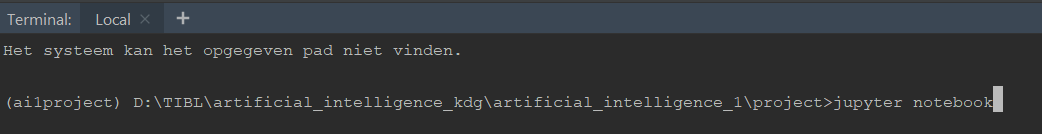 Terminal: Local × +
Het systeem kan het opgegeven pad niet vinden.
(ai1project) D:\TIBL\artificial_intelligence_kdg\artificial_intelligence_1\project>jupyter notebook